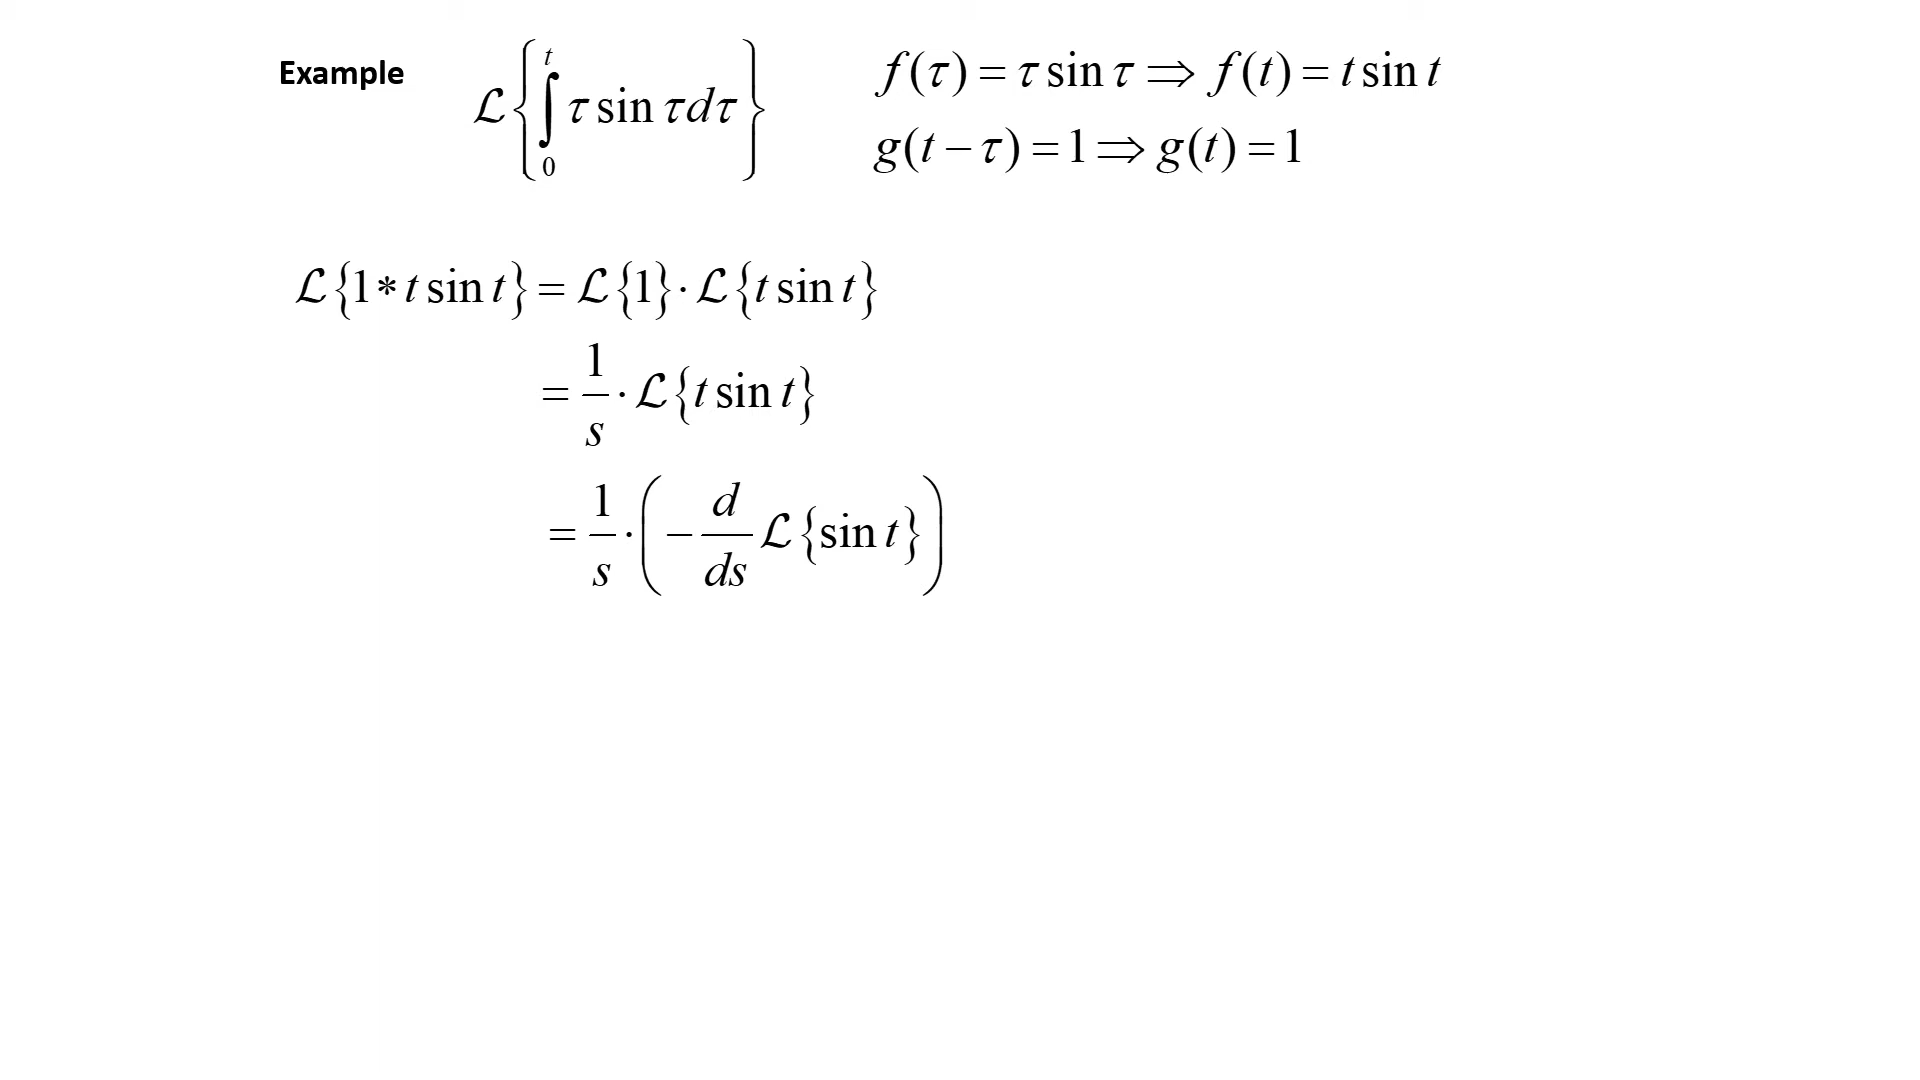 Example
ℒ{∫₀ᵗ τ sin τ dτ}
f(τ) = τ sin τ ⇒ f(t) = t sin t
g(t − τ) = 1 ⇒ g(t) = 1
ℒ{1 * t sin t} = ℒ{1} · ℒ{t sin t}
= 1/s · ℒ{t sin t}
= 1/s · (− d/ds ℒ{sin t})